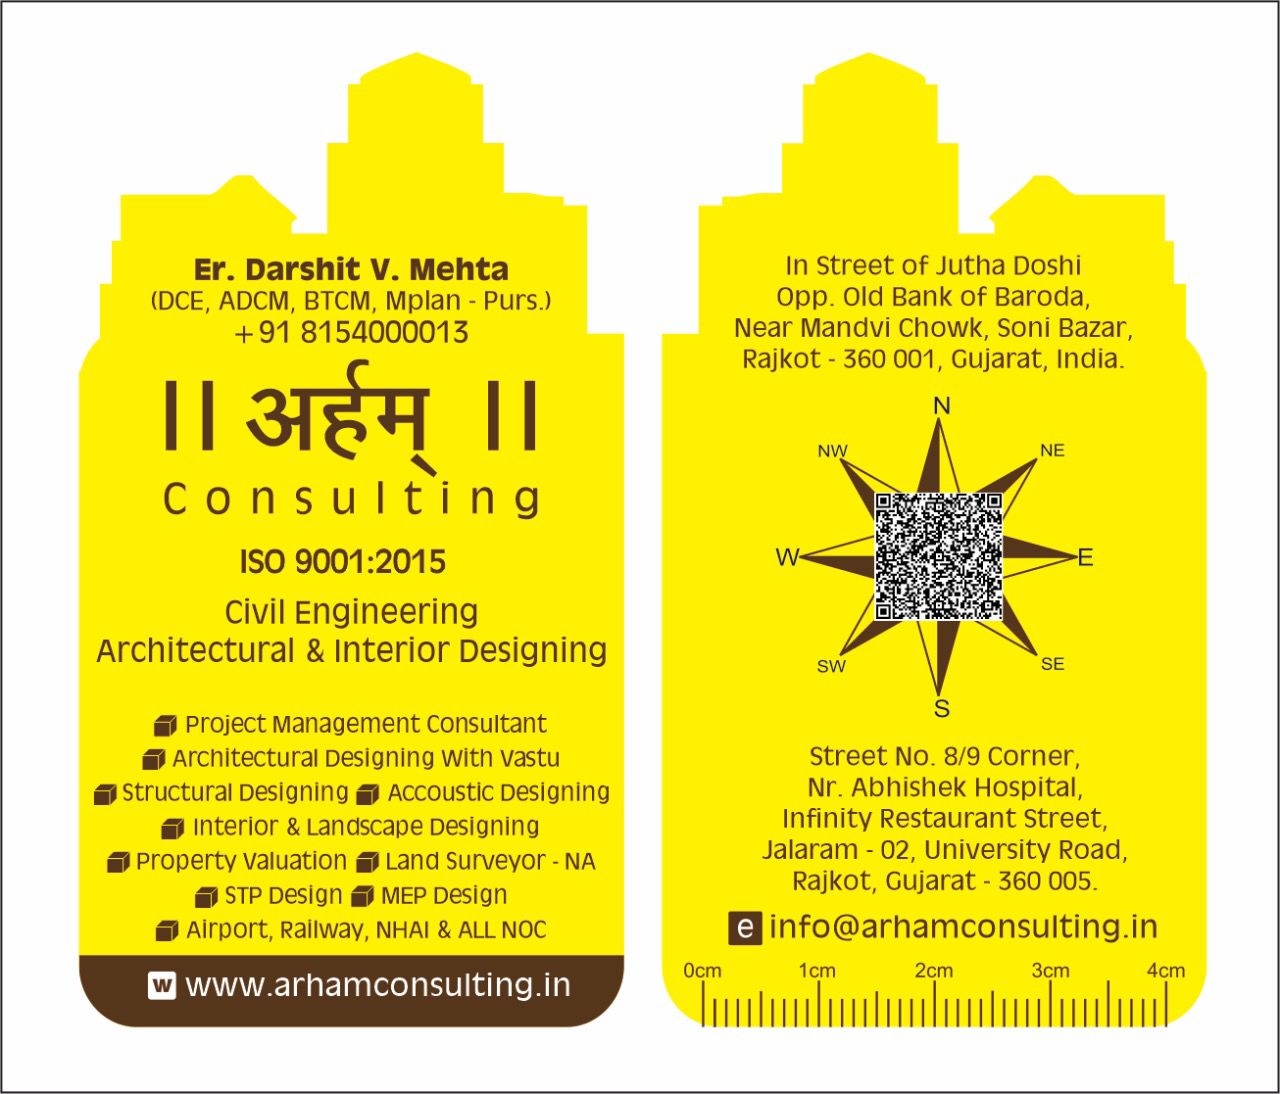 Er. Darshit V. Mehta
(DCE, ADCM, BTCM, Mplan - Purs.)
+91 8154000013
|| अर्हम् ||
Consulting
ISO 9001:2015
Civil Engineering
Architectural & Interior Designing
Project Management Consultant
Architectural Designing With Vastu
Structural Designing Accoustic Designing
Interior & Landscape Designing
Property Valuation Land Surveyor - NA
STP Design MEP Design
Airport, Railway, NHAI & ALL NOC
w www.arhamconsulting.in
In Street of Jutha Doshi
Opp. Old Bank of Baroda,
Near Mandvi Chowk, Soni Bazar,
Rajkot - 360 001, Gujarat, India.
N
NW NE
W E
SW SE
S
Street No. 8/9 Corner,
Nr. Abhishek Hospital,
Infinity Restaurant Street,
Jalaram - 02, University Road,
Rajkot, Gujarat - 360 005.
e info@arhamconsulting.in
0cm 1cm 2cm 3cm 4cm